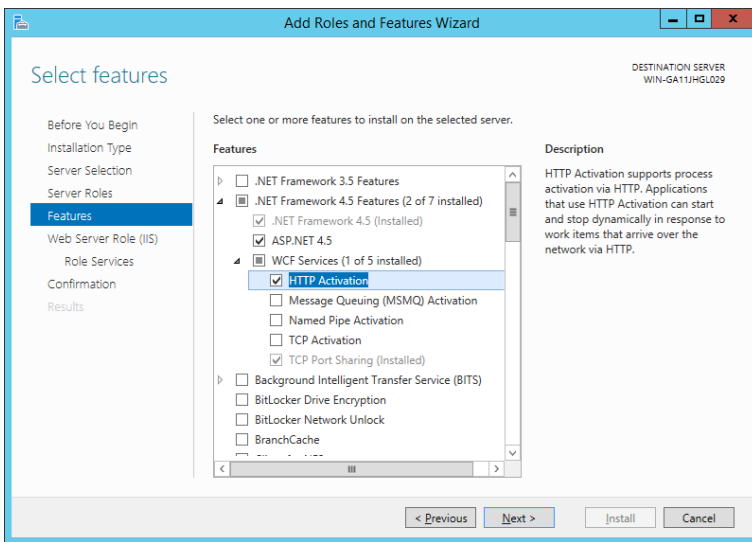 Add Roles and Features Wizard
Select features
DESTINATION SERVER
WIN-GA11JHGL029
Before You Begin
Installation Type
Server Selection
Server Roles
Features
Web Server Role (IIS)
Role Services
Confirmation
Results
Select one or more features to install on the selected server.
Features
.NET Framework 3.5 Features
.NET Framework 4.5 Features (2 of 7 installed)
.NET Framework 4.5 (Installed)
ASP.NET 4.5
WCF Services (1 of 5 installed)
HTTP Activation
Message Queuing (MSMQ) Activation
Named Pipe Activation
TCP Activation
TCP Port Sharing (Installed)
Background Intelligent Transfer Service (BITS)
BitLocker Drive Encryption
BitLocker Network Unlock
BranchCache
Description
HTTP Activation supports process
activation via HTTP. Applications
that use HTTP Activation can start
and stop dynamically in response to
work items that arrive over the
network via HTTP.
< Previous
Next >
Install
Cancel